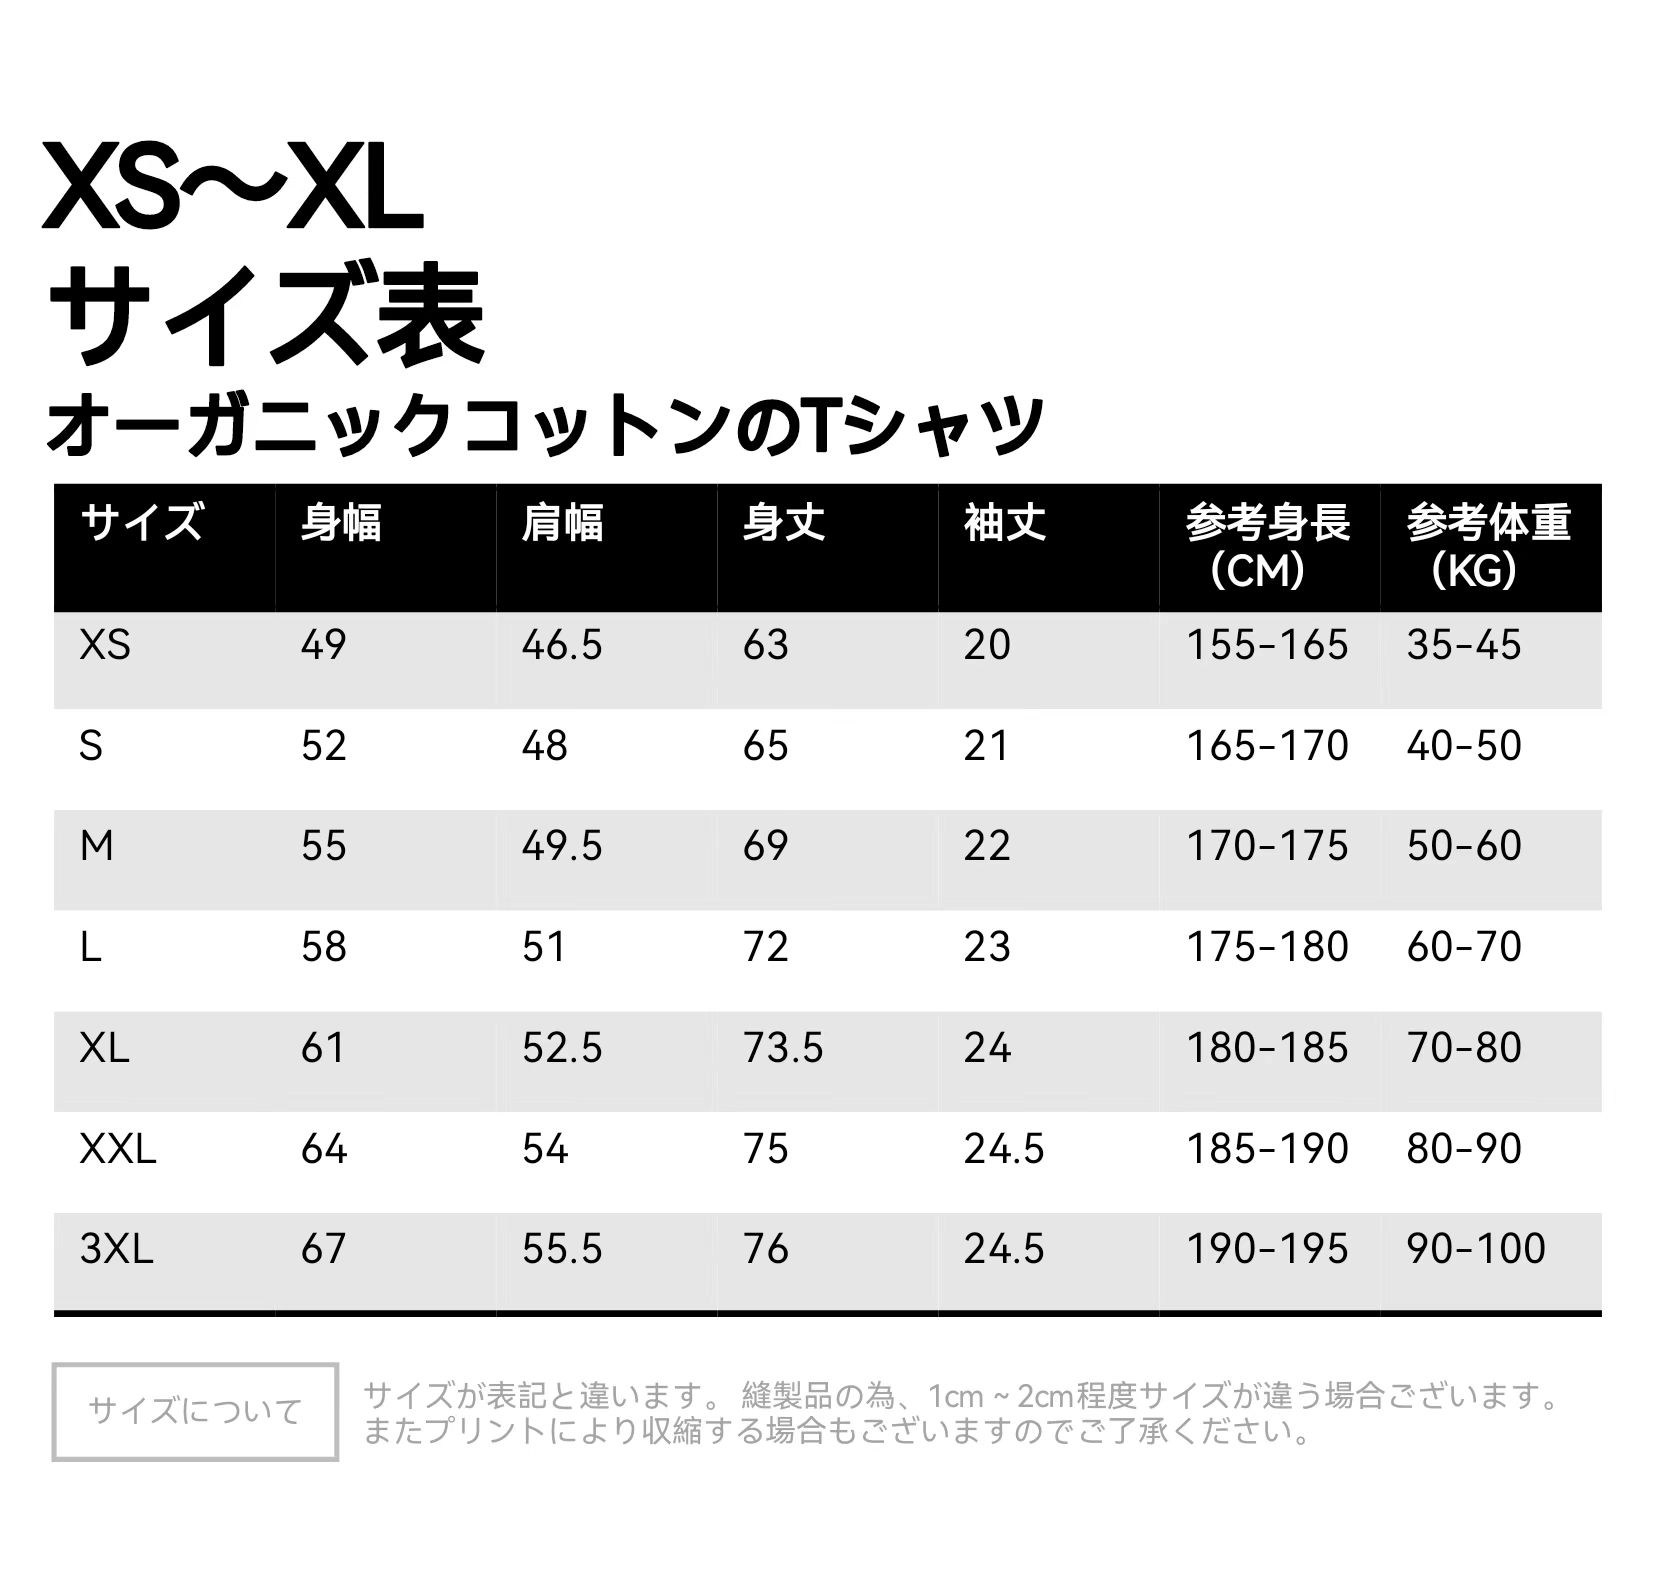 XS〜XL
サイズ表
オーガニックコットンのTシャツ
サイズ 身幅 肩幅 身丈 袖丈 参考身長 参考体重
（CM） （KG）
XS 49 46.5 63 20 155-165 35-45
S 52 48 65 21 165-170 40-50
M 55 49.5 69 22 170-175 50-60
L 58 51 72 23 175-180 60-70
XL 61 52.5 73.5 24 180-185 70-80
XXL 64 54 75 24.5 185-190 80-90
3XL 67 55.5 76 24.5 190-195 90-100
サイズについて
サイズが表記と違います。縫製品の為、1cm ~ 2cm程度サイズが違う場合ございます。
またプリントにより収縮する場合もございますのでご了承ください。